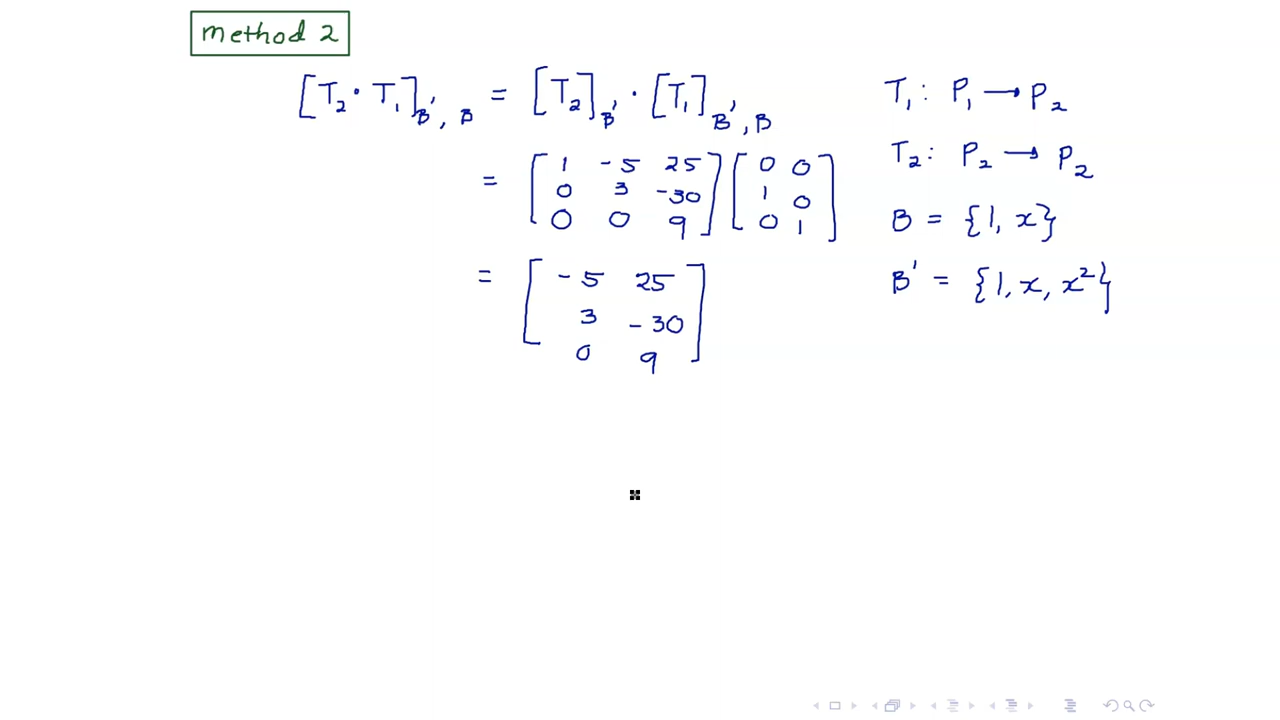 method 2
[T₂ · T₁]B', B = [T₂]B' · [T₁]B', B
= [1 -5 25
0 3 -30
0 0 9] [0 0
1 0
0 1]
= [-5 25
3 -30
0 9]
T₁ : P₁ → P₂
T₂ : P₂ → P₂
B = {1, x}
B' = {1, x, x²}